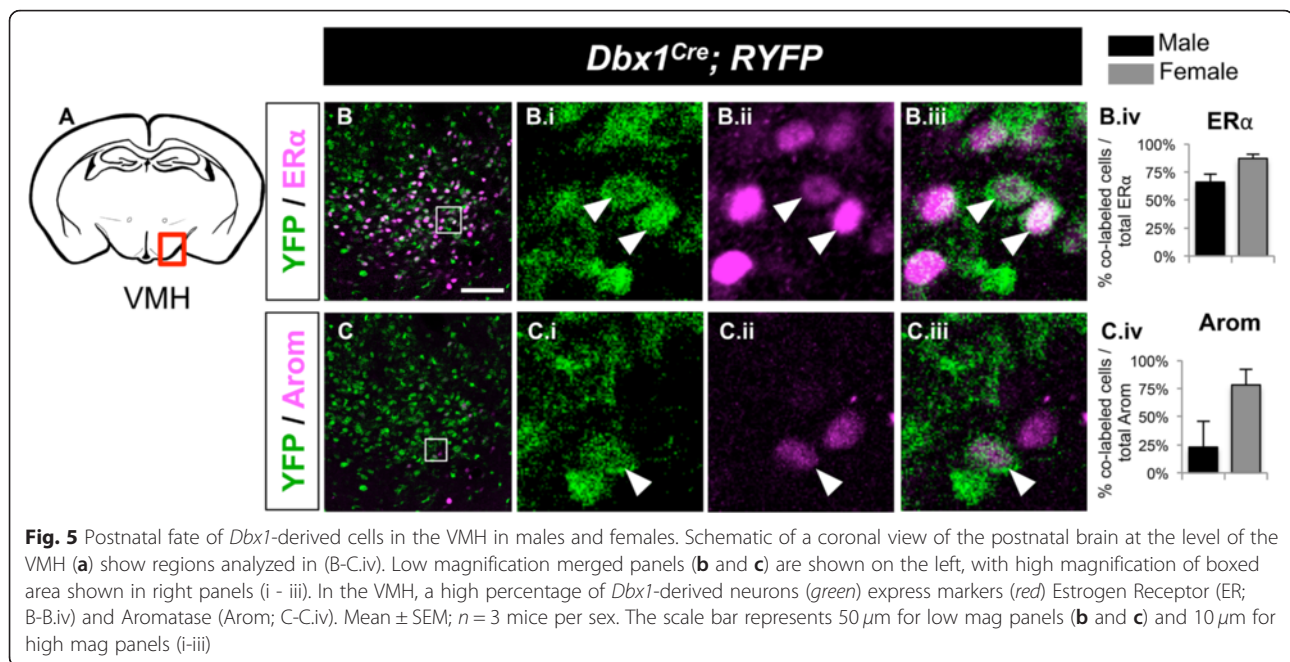 Dbx1Cre; RYFP
Male
Female
A
VMH
YFP / ERα
B
B.i
B.ii
B.iii
B.iv
ERα
% co-labeled cells /
total ERα
100%
75%
50%
25%
0%
YFP / Arom
C
C.i
C.ii
C.iii
C.iv
Arom
% co-labeled cells /
total Arom
100%
75%
50%
25%
0%
Fig. 5 Postnatal fate of Dbx1-derived cells in the VMH in males and females. Schematic of a coronal view of the postnatal brain at the level of the
VMH (a) show regions analyzed in (B-C.iv). Low magnification merged panels (b and c) are shown on the left, with high magnification of boxed
area shown in right panels (i - iii). In the VMH, a high percentage of Dbx1-derived neurons (green) express markers (red) Estrogen Receptor (ER;
B-B.iv) and Aromatase (Arom; C-C.iv). Mean ± SEM; n = 3 mice per sex. The scale bar represents 50 μm for low mag panels (b and c) and 10 μm for
high mag panels (i-iii)